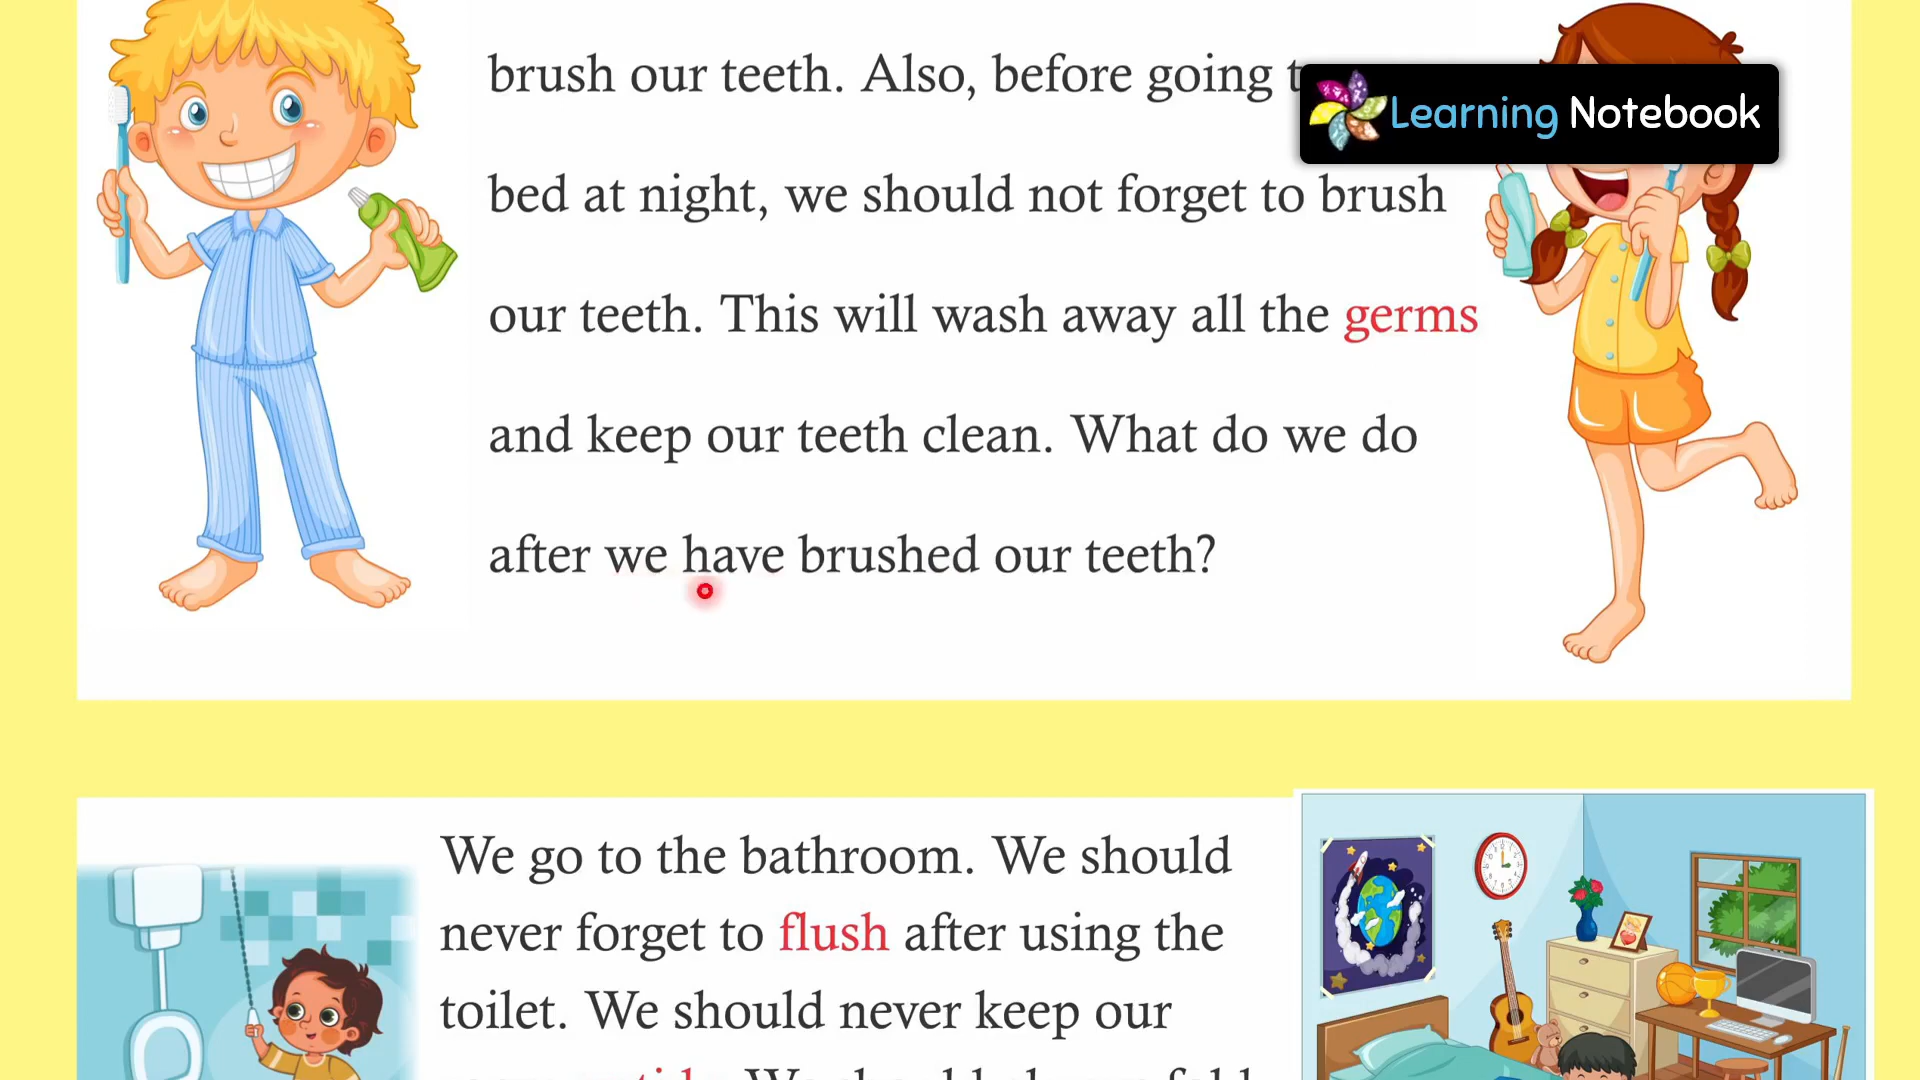 brush our teeth. Also, before going
Learning Notebook
bed at night, we should not forget to brush
our teeth. This will wash away all the germs
and keep our teeth clean. What do we do
after we have brushed our teeth?
We go to the bathroom. We should
never forget to flush after using the
toilet. We should never keep our